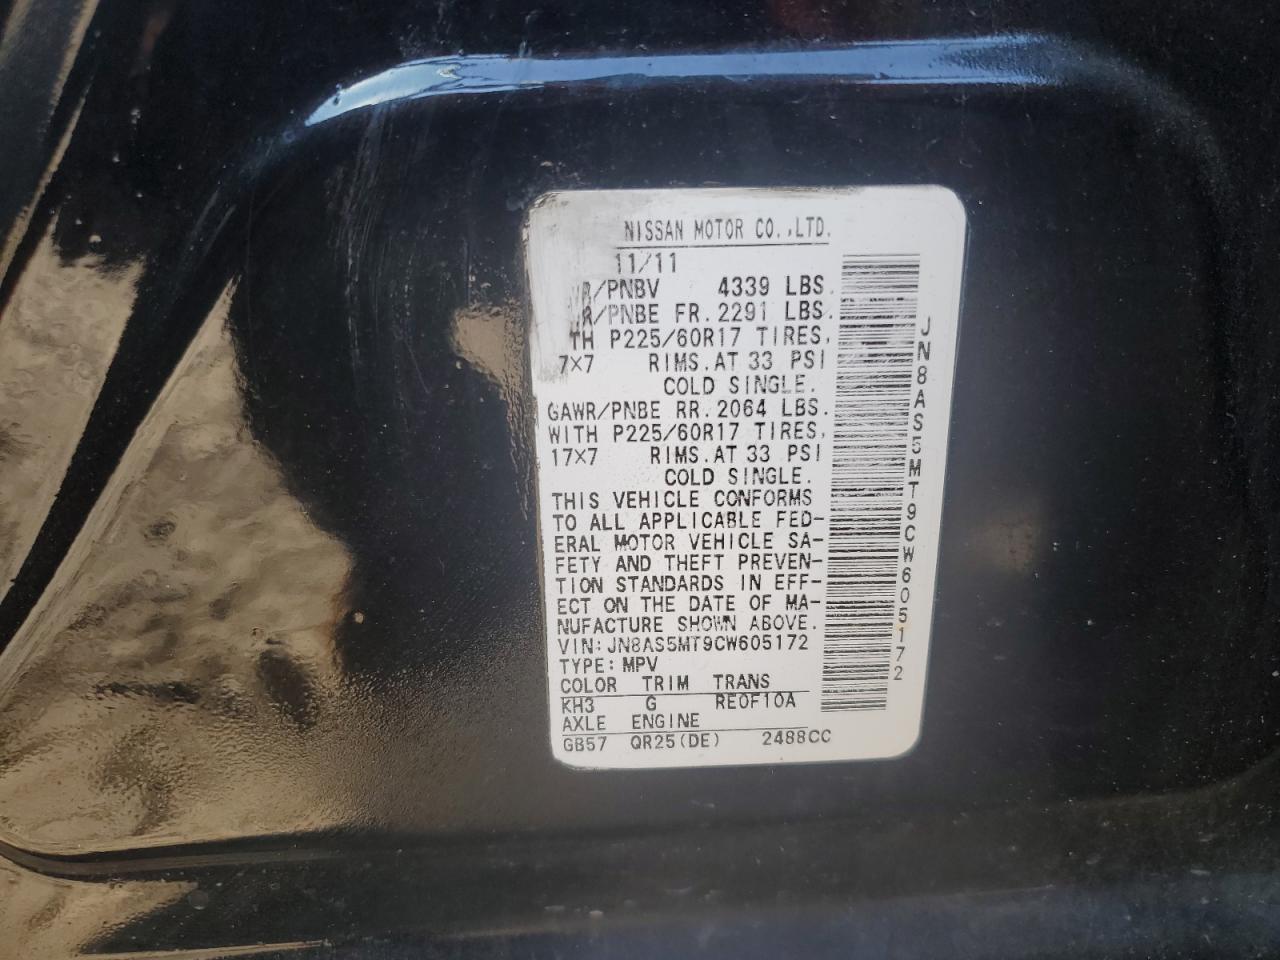 NISSAN MOTOR CO.,LTD.
11/11
/PNBV 4339 LBS.
/PNBE FR. 2291 LBS.
TH P225/60R17 TIRES,
7×7 RIMS. AT 33 PSI
COLD SINGLE.
GAWR/PNBE RR. 2064 LBS.
WITH P225/60R17 TIRES,
17×7 RIMS. AT 33 PSI
COLD SINGLE.
THIS VEHICLE CONFORMS
TO ALL APPLICABLE FED-
ERAL MOTOR VEHICLE SA-
FETY AND THEFT PREVEN-
TION STANDARDS IN EFF-
ECT ON THE DATE OF MA-
NUFACTURE SHOWN ABOVE.
VIN: JN8AS5MT9CW605172
TYPE: MPV
COLOR TRIM TRANS
KH3 G RE0F10A
AXLE ENGINE
GB57 QR25(DE) 2488CC
JN8AS5MT9CW605172